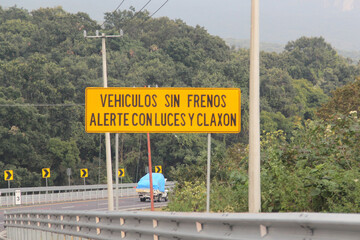 VEHICULOS SIN FRENOS
ALERTE CON LUCES Y CLAXON